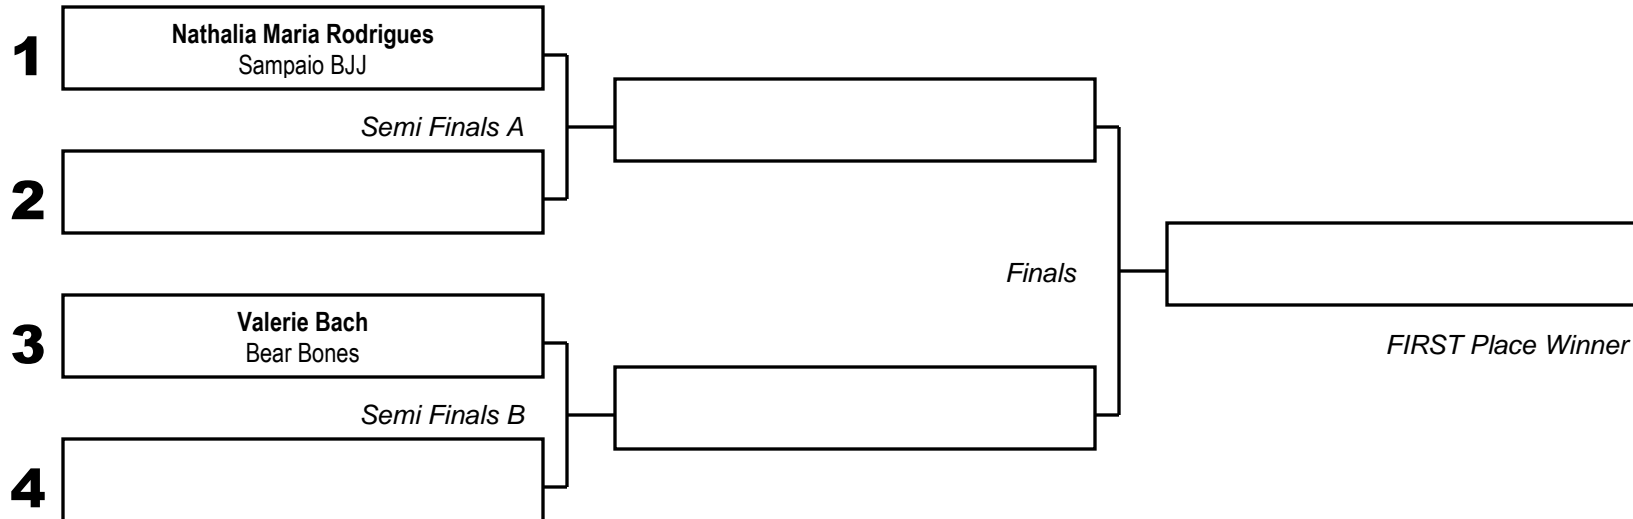 1
Nathalia Maria Rodrigues
Sampaio BJJ
Semi Finals A
2
Finals
3
Valerie Bach
Bear Bones
FIRST Place Winner
Semi Finals B
4